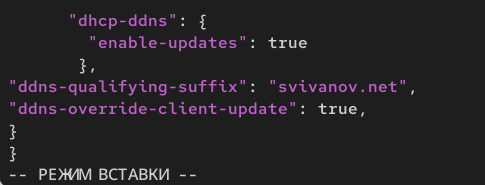 "dhcp-ddns": {
"enable-updates": true
},
"ddns-qualifying-suffix": "svivanov.net",
"ddns-override-client-update": true,
}
}
-- РЕЖИМ ВСТАВКИ --